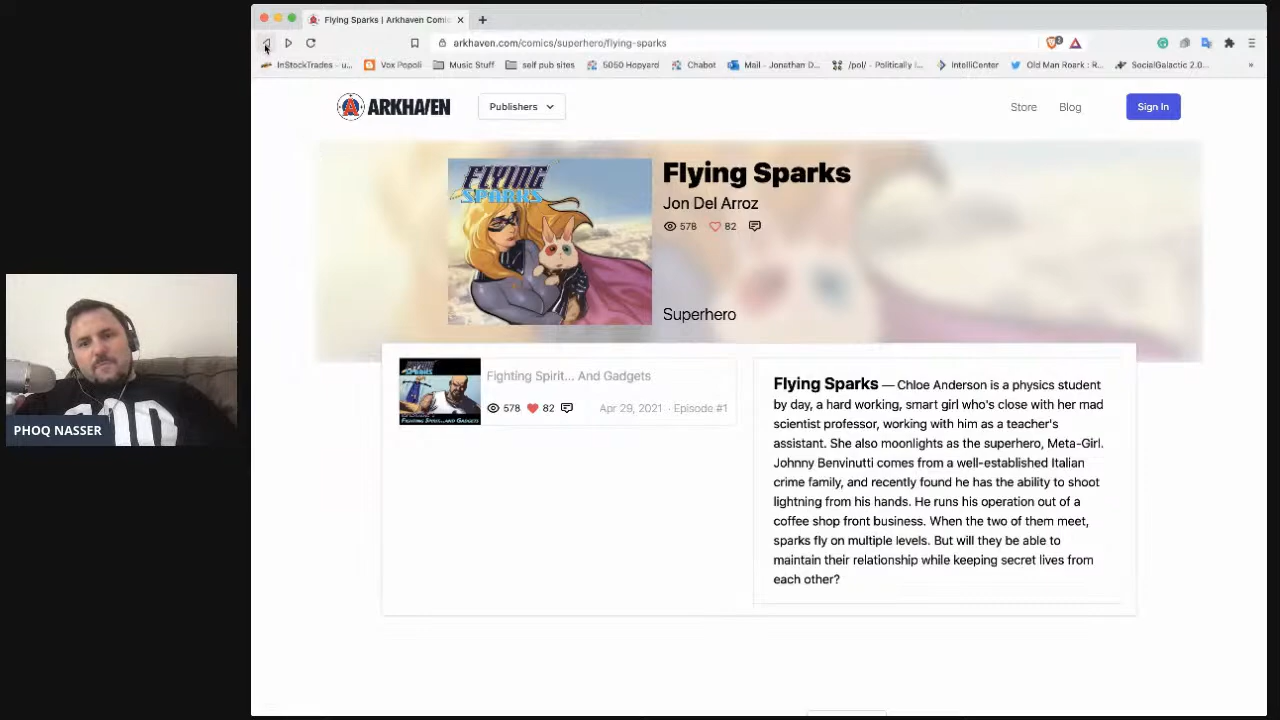 Flying Sparks | Arkhaven Comic
arkhaven.com/comics/superhero/flying-sparks
InStockTrades - u... Vox Popoli Music Stuff self pub sites 5050 Hopyard Chabot Mail - Jonathan D... /pol/ - Politically I... IntelliCenter Old Man Roark : R... SocialGalactic 2.0... »
ARKHAVEN Publishers Store Blog Sign In
FLYING
SPARKS
Flying Sparks
Jon Del Arroz
578 82
Superhero
Fighting Spirit... And Gadgets
578 82 Apr 29, 2021 · Episode #1
FIGHTING SPIRIT...AND GADGETS
Flying Sparks — Chloe Anderson is a physics student
by day, a hard working, smart girl who's close with her mad
scientist professor, working with him as a teacher's
assistant. She also moonlights as the superhero, Meta-Girl.
Johnny Benvinutti comes from a well-established Italian
crime family, and recently found he has the ability to shoot
lightning from his hands. He runs his operation out of a
coffee shop front business. When the two of them meet,
sparks fly on multiple levels. But will they be able to
maintain their relationship while keeping secret lives from
each other?
PHOQ NASSER